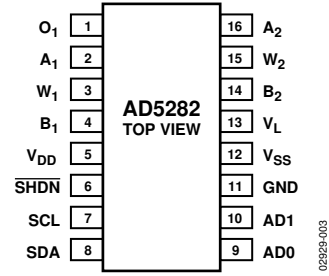 O1 1 16 A2
A1 2 15 W2
W1 3 14 B2
B1 4 13 VL
AD5282
TOP VIEW
VDD 5 12 VSS
SHDN 6 11 GND
SCL 7 10 AD1
SDA 8 9 AD0
02929-003